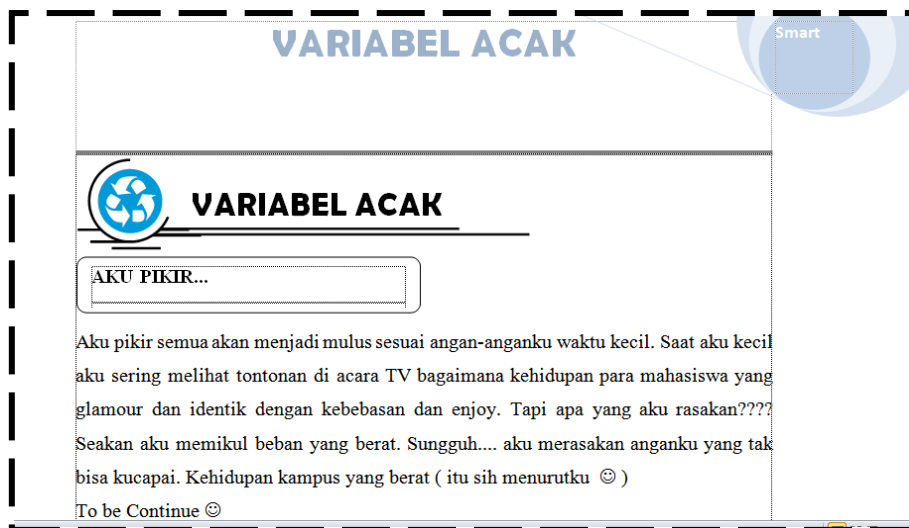 VARIABEL ACAK
Smart
VARIABEL ACAK
AKU PIKIR...
Aku pikir semua akan menjadi mulus sesuai angan-anganku waktu kecil. Saat aku kecil
aku sering melihat tontonan di acara TV bagaimana kehidupan para mahasiswa yang
glamour dan identik dengan kebebasan dan enjoy. Tapi apa yang aku rasakan????
Seakan aku memikul beban yang berat. Sungguh.... aku merasakan anganku yang tak
bisa kucapai. Kehidupan kampus yang berat ( itu sih menurutku ☺ )
To be Continue ☺